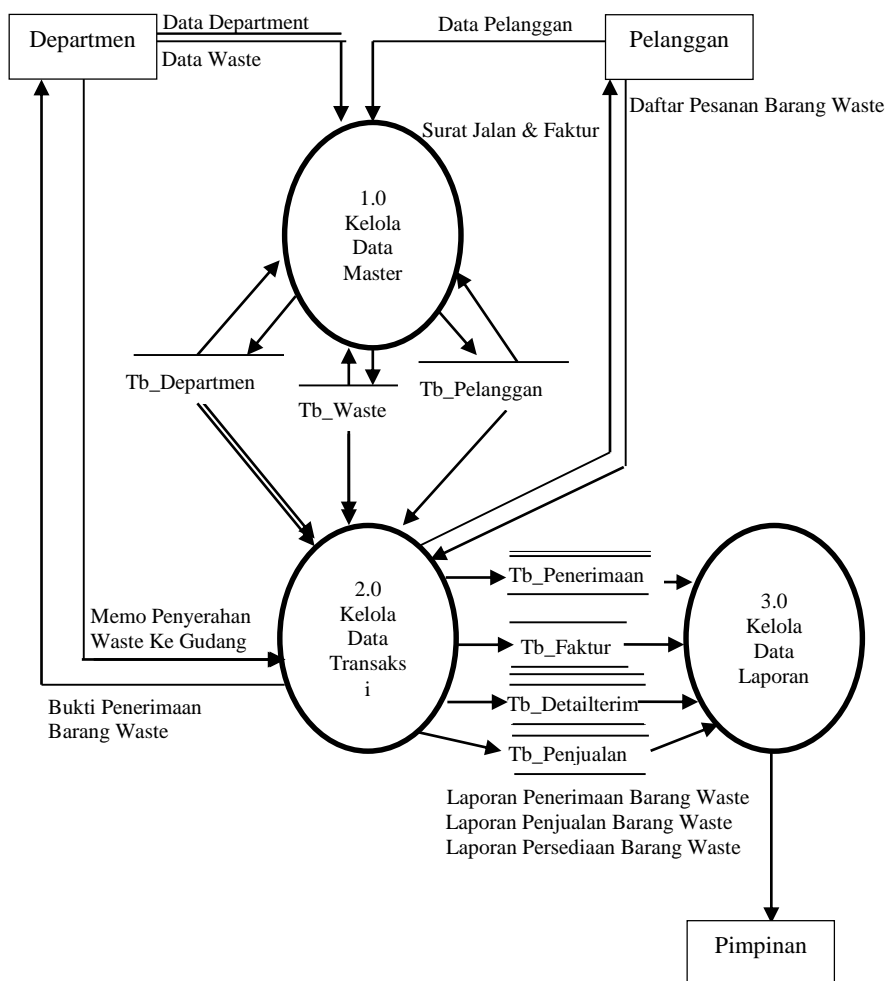 Data Department
Departmen
Data Waste
Data Pelanggan
Pelanggan
Daftar Pesanan Barang Waste
Surat Jalan & Faktur
1.0
Kelola
Data
Master
Tb_Departmen
Tb_Waste
Tb_Pelanggan
2.0
Kelola
Data
Transaks
i
Memo Penyerahan
Waste Ke Gudang
Bukti Penerimaan
Barang Waste
Tb_Penerimaan
Tb_Faktur
Tb_Detailterim
Tb_Penjualan
3.0
Kelola
Data
Laporan
Laporan Penerimaan Barang Waste
Laporan Penjualan Barang Waste
Laporan Persediaan Barang Waste
Pimpinan